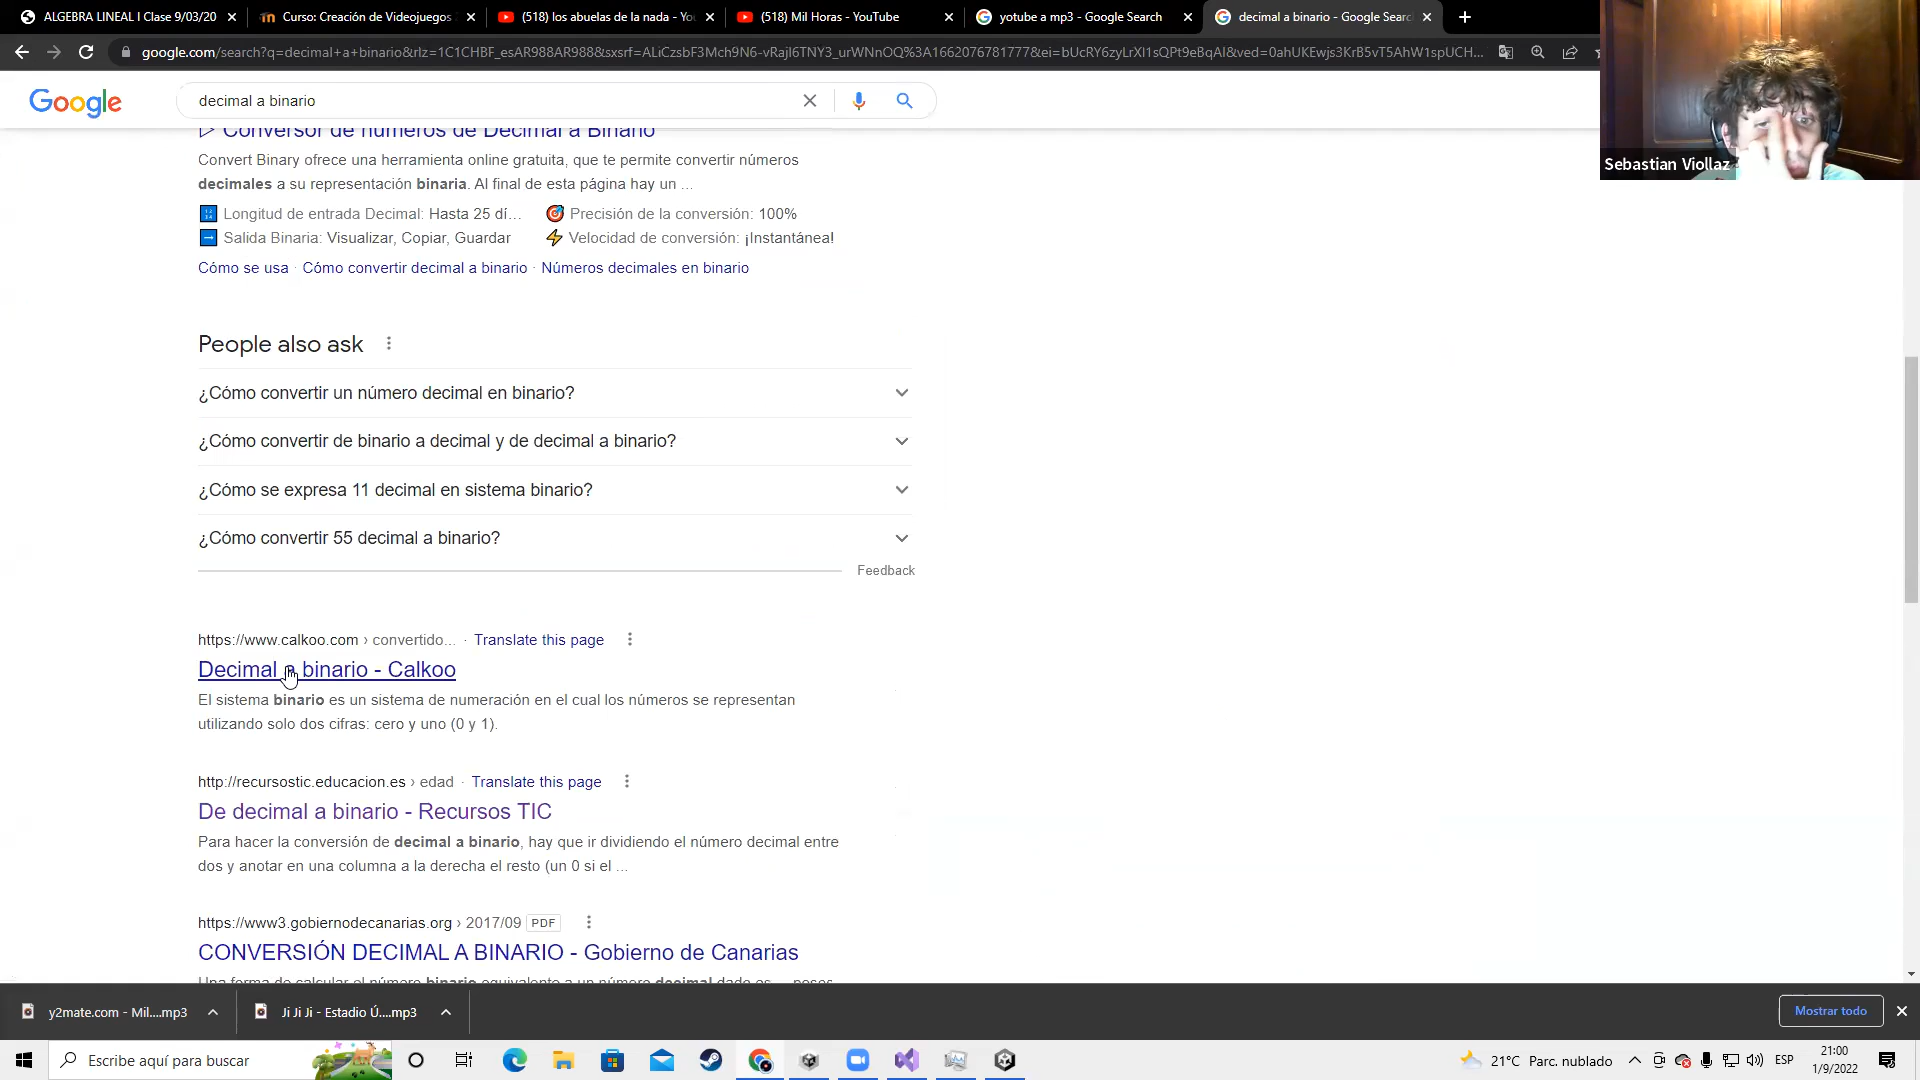 ALGEBRA LINEAL I Clase 9/03/20
Curso: Creación de Videojuegos
(518) los abuelas de la nada - Yo
(518) Mil Horas - YouTube
yotube a mp3 - Google Search
decimal a binario - Google Searc
google.com/search?q=decimal+a+binario&rlz=1C1CHBF_esAR988AR988&sxsrf=ALiCzsbF3Mch9N6-vRajl6TNY3_urWNnOQ%3A1662076781777&ei=bUcRY6zyLrXI1sQPt9eBqAI&ved=0ahUKEwjs3KrB5vT5AhW1spUCH...
Google
decimal a binario
Sebastian Viollaz
▷ Conversor de números de Decimal a Binario
Convert Binary ofrece una herramienta online gratuita, que te permite convertir números
decimales a su representación binaria. Al final de esta página hay un ...
Longitud de entrada Decimal: Hasta 25 dí...
Precisión de la conversión: 100%
Salida Binaria: Visualizar, Copiar, Guardar
Velocidad de conversión: ¡Instantánea!
Cómo se usa · Cómo convertir decimal a binario · Números decimales en binario
People also ask
¿Cómo convertir un número decimal en binario?
¿Cómo convertir de binario a decimal y de decimal a binario?
¿Cómo se expresa 11 decimal en sistema binario?
¿Cómo convertir 55 decimal a binario?
Feedback
https://www.calkoo.com › convertido... · Translate this page
Decimal a binario - Calkoo
El sistema binario es un sistema de numeración en el cual los números se representan
utilizando solo dos cifras: cero y uno (0 y 1).
http://recursostic.educacion.es › edad · Translate this page
De decimal a binario - Recursos TIC
Para hacer la conversión de decimal a binario, hay que ir dividiendo el número decimal entre
dos y anotar en una columna a la derecha el resto (un 0 si el ...
https://www3.gobiernodecanarias.org › 2017/09 PDF
CONVERSIÓN DECIMAL A BINARIO - Gobierno de Canarias
Una forma de calcular el número binario equivalente a un número decimal dado es
y2mate.com - Mil....mp3
Ji Ji Ji - Estadio Ú....mp3
Mostrar todo
Escribe aquí para buscar
21°C Parc. nublado
ESP
21:00
1/9/2022